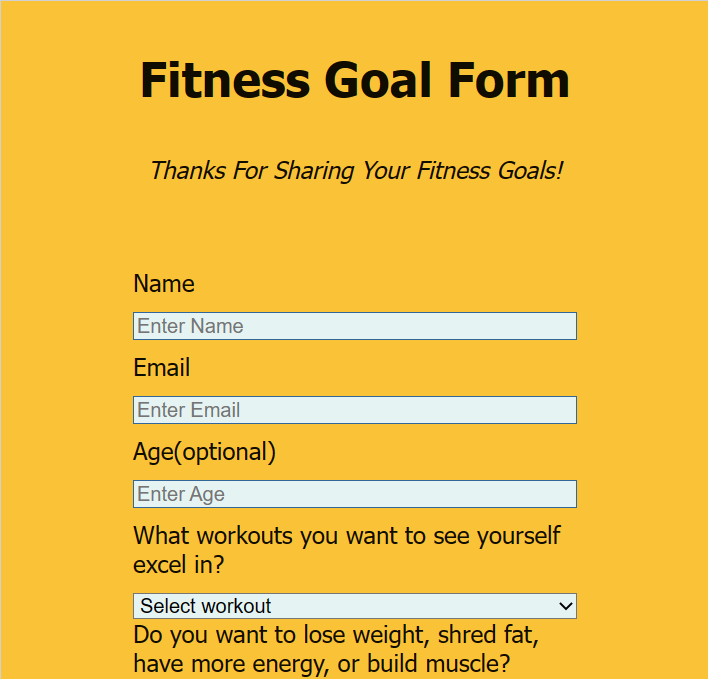 Fitness Goal Form
Thanks For Sharing Your Fitness Goals!
Name
Enter Name
Email
Enter Email
Age(optional)
Enter Age
What workouts you want to see yourself
excel in?
Select workout
Do you want to lose weight, shred fat,
have more energy, or build muscle?